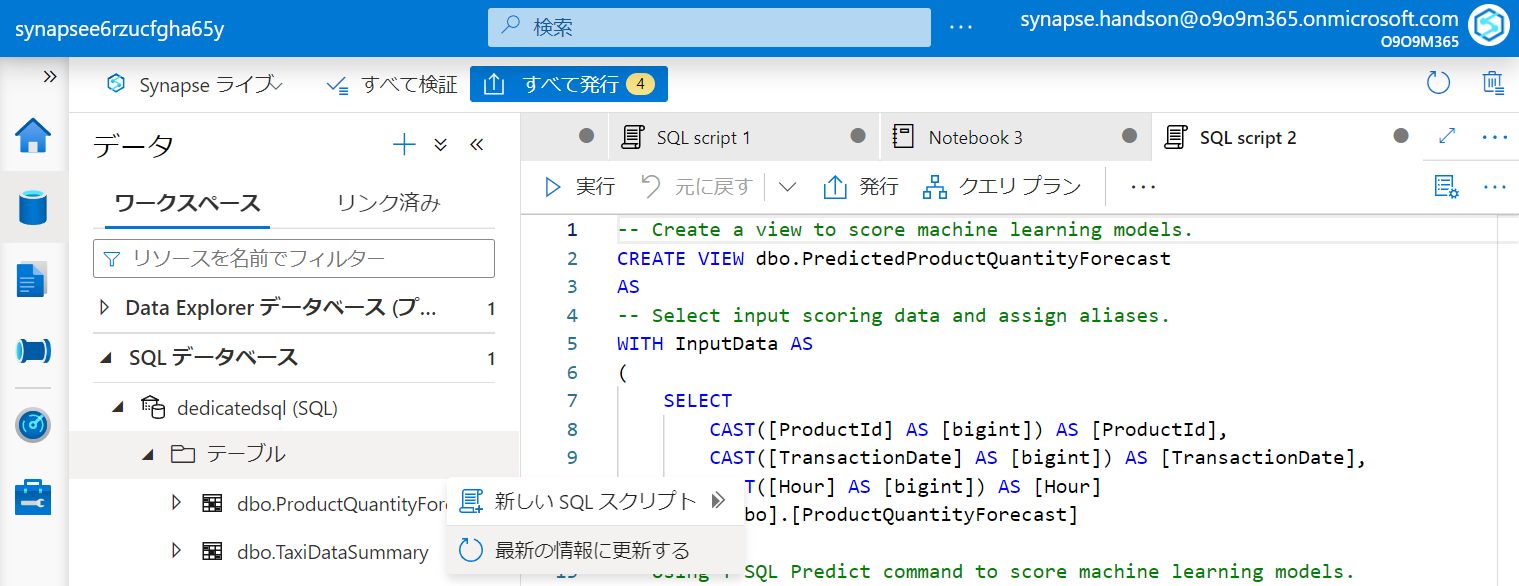 synapsee6rzucfgha65y
検索
synapse.handson@o9o9m365.onmicrosoft.com
O9O9M365
Synapse ライブ
すべて検証
すべて発行 4
データ
ワークスペース
リンク済み
リソースを名前でフィルター
Data Explorer データベース (プ... 1
SQL データベース 1
dedicatedsql (SQL)
テーブル
dbo.ProductQuantityFor
dbo.TaxiDataSummary
新しい SQL スクリプト
最新の情報に更新する
SQL script 1
Notebook 3
SQL script 2
実行
元に戻す
発行
クエリ プラン
1 -- Create a view to score machine learning models.
2 CREATE VIEW dbo.PredictedProductQuantityForecast
3 AS
4 -- Select input scoring data and assign aliases.
5 WITH InputData AS
6 (
7 SELECT
8 CAST([ProductId] AS [bigint]) AS [ProductId],
9 CAST([TransactionDate] AS [bigint]) AS [TransactionDate],
T([Hour] AS [bigint]) AS [Hour]
bo].[ProductQuantityForecast]
SQL Predict command to score machine learning models.